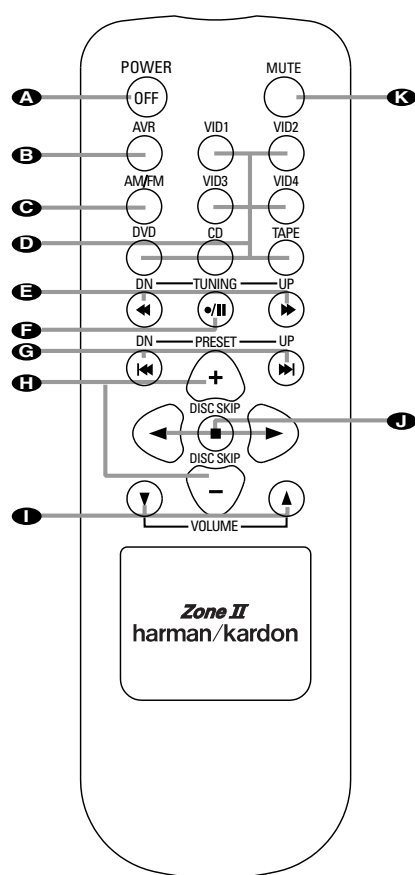 POWER MUTE
A OFF K
AVR VID1 VID2
B
AM/FM VID3 VID4
C
D
DVD CD TAPE
E DN TUNING UP
F
G DN PRESET UP
H +
DISC SKIP
J
DISC SKIP
–
I VOLUME
Zone II
harman/kardon